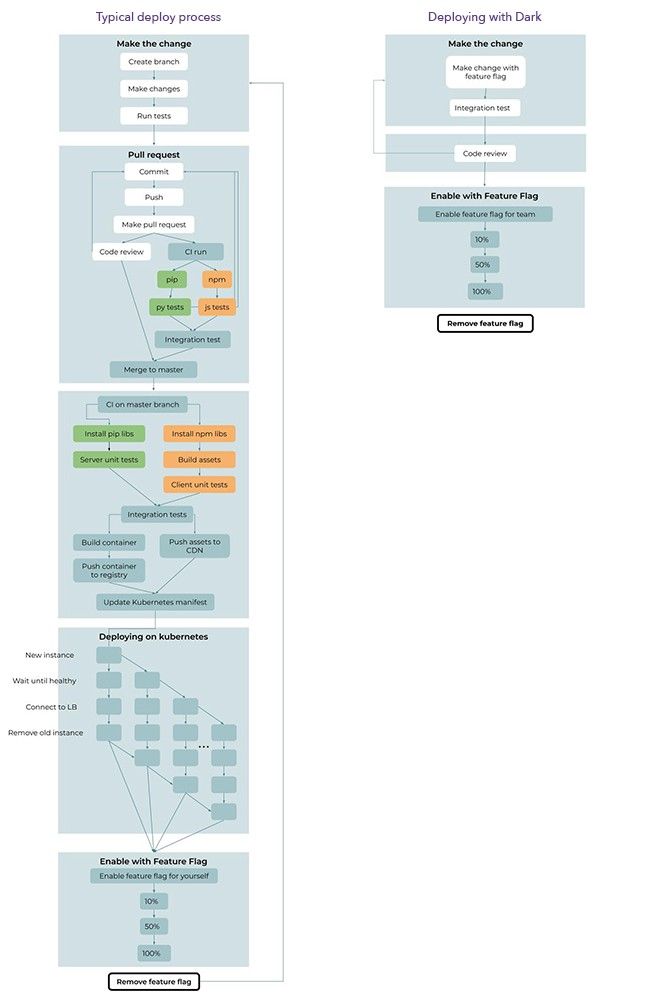 Typical deploy process
Make the change
Create branch
Make changes
Run tests
Pull request
Commit
Push
Make pull request
Code review
CI run
pip
npm
py tests
js tests
Integration test
Merge to master
CI on master branch
Install pip libs
Install npm libs
Server unit tests
Build assets
Client unit tests
Integration tests
Build container
Push assets to
CDN
Push container
to registry
Update Kubernetes manifest
Deploying on kubernetes
New instance
Wait until healthy
Connect to LB
Remove old instance
...
Enable with Feature Flag
Enable feature flag for yourself
10%
50%
100%
Remove feature flag
Deploying with Dark
Make the change
Make change with
feature flag
Integration test
Code review
Enable with Feature Flag
Enable feature flag for team
10%
50%
100%
Remove feature flag